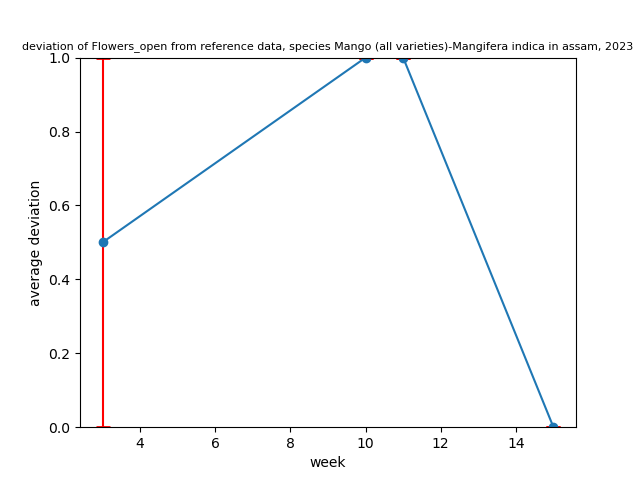 deviation of Flowers_open from reference data, species Mango (all varieties)-Mangifera indica in assam, 2023
1.0
0.8
0.6
0.4
0.2
0.0
average deviation
4 6 8 10 12 14
week